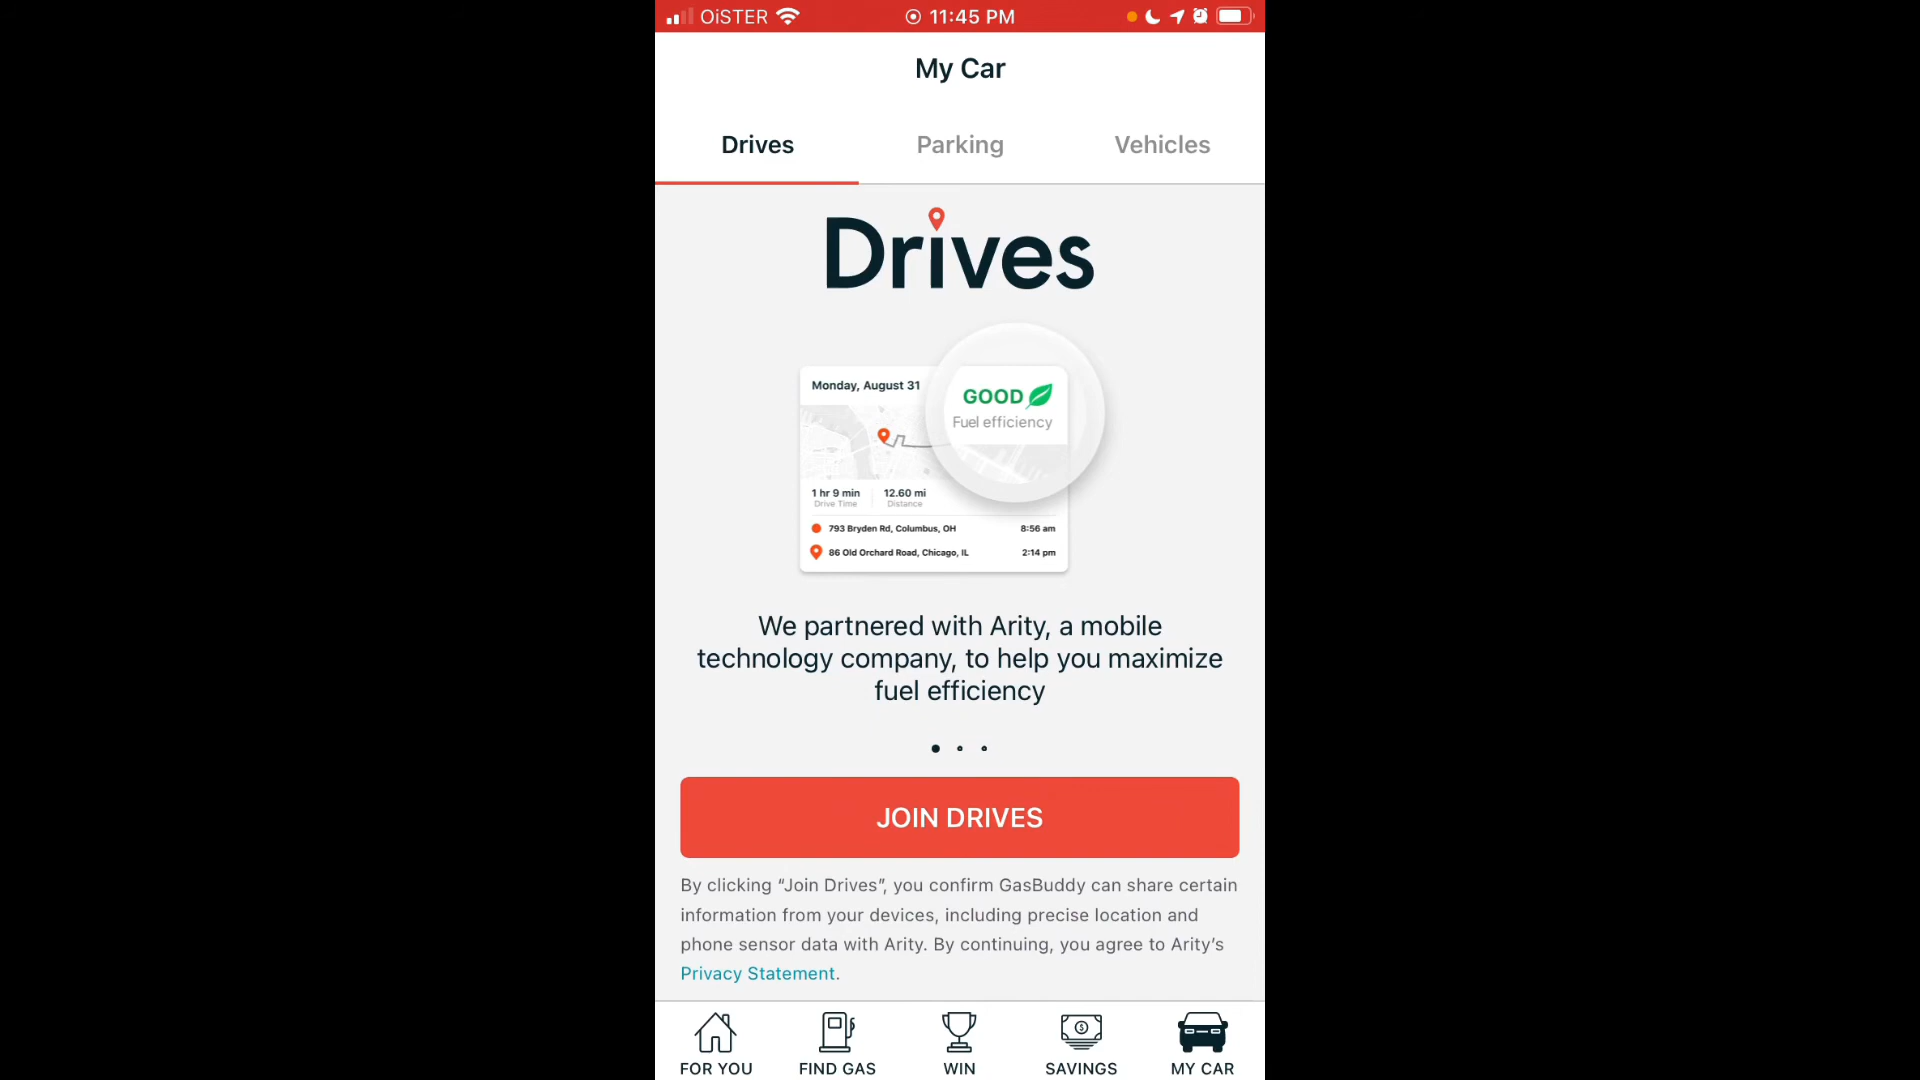 OiSTER 11:45 PM
My Car
Drives Parking Vehicles
Drives
Monday, August 31
GOOD
Fuel efficiency
1 hr 9 min 12.60 mi
Drive Time Distance
793 Bryden Rd, Columbus, OH 8:56 am
86 Old Orchard Road, Chicago, IL 2:14 pm
We partnered with Arity, a mobile
technology company, to help you maximize
fuel efficiency
JOIN DRIVES
By clicking “Join Drives”, you confirm GasBuddy can share certain
information from your devices, including precise location and
phone sensor data with Arity. By continuing, you agree to Arity’s
Privacy Statement.
FOR YOU FIND GAS WIN SAVINGS MY CAR